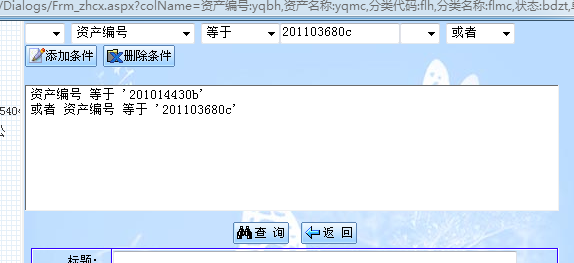 /Dialogs/Frm_zhcx.aspx?colName=资产编号:yqbh,资产名称:yqmc,分类代码:flh,分类名称:flmc,状态:bdzt,
资产编号 等于 201103680c 或者
添加条件 删除条件
资产编号 等于 '201014430b'
或者 资产编号 等于 '201103680c'
540
公
查 询 返 回
标题: